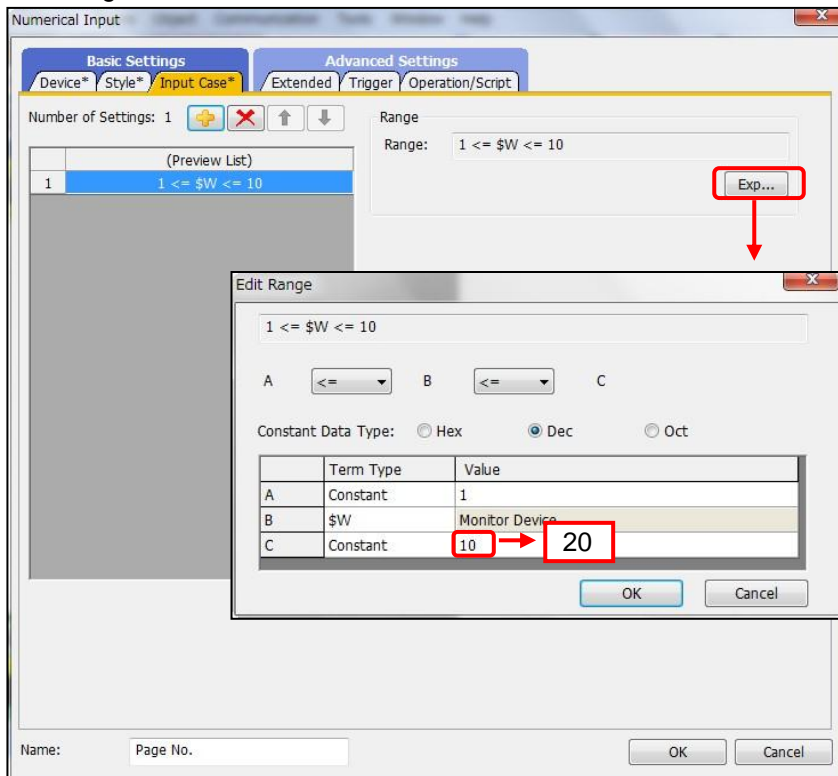 Numerical Input
Basic Settings Advanced Settings
Device* Style* Input Case* Extended Trigger Operation/Script
Number of Settings: 1
Range
Range: 1 <= $W <= 10
(Preview List)
1 1 <= $W <= 10
Exp...
Edit Range
1 <= $W <= 10
A <= B <= C
Constant Data Type: Hex Dec Oct
Term Type Value
A Constant 1
B $W Monitor Device
C Constant 10 20
OK Cancel
Name: Page No.
OK Cancel